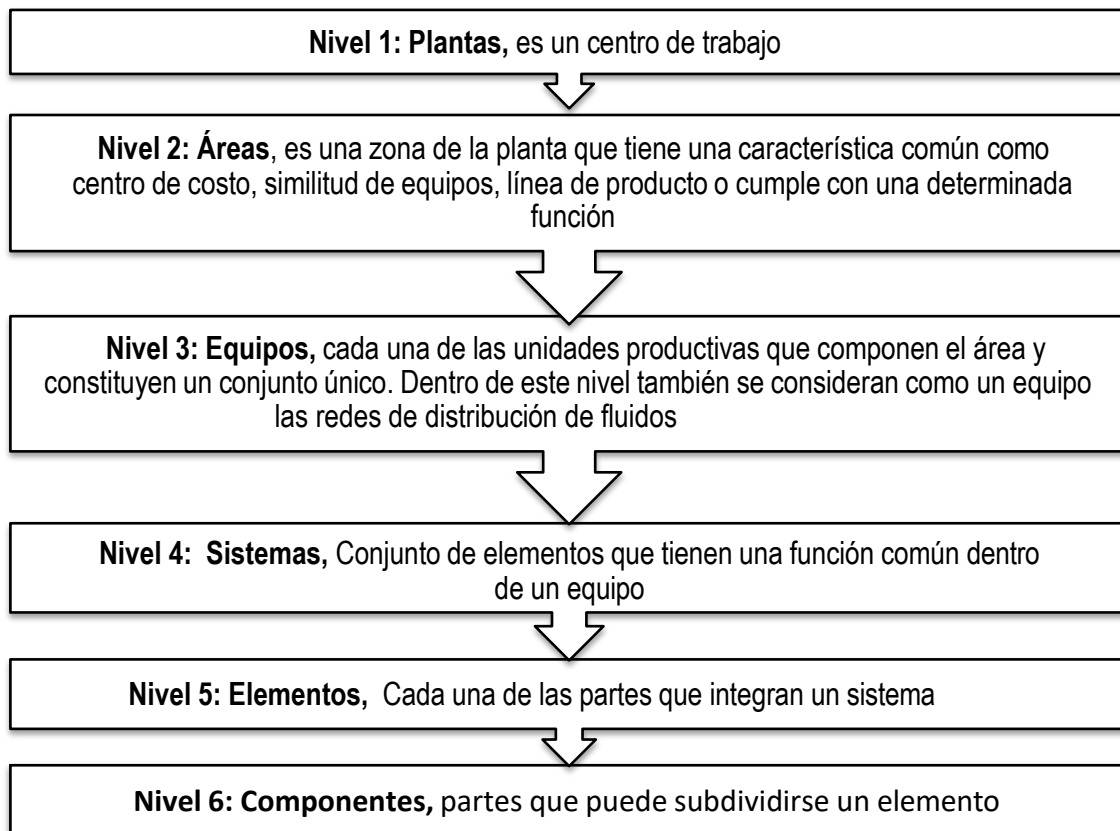 Nivel 1: Plantas, es un centro de trabajo
Nivel 2: Áreas, es una zona de la planta que tiene una característica común como
centro de costo, similitud de equipos, línea de producto o cumple con una determinada
función
Nivel 3: Equipos, cada una de las unidades productivas que componen el área y
constituyen un conjunto único. Dentro de este nivel también se consideran como un equipo
las redes de distribución de fluidos
Nivel 4: Sistemas, Conjunto de elementos que tienen una función común dentro
de un equipo
Nivel 5: Elementos, Cada una de las partes que integran un sistema
Nivel 6: Componentes, partes que puede subdividirse un elemento